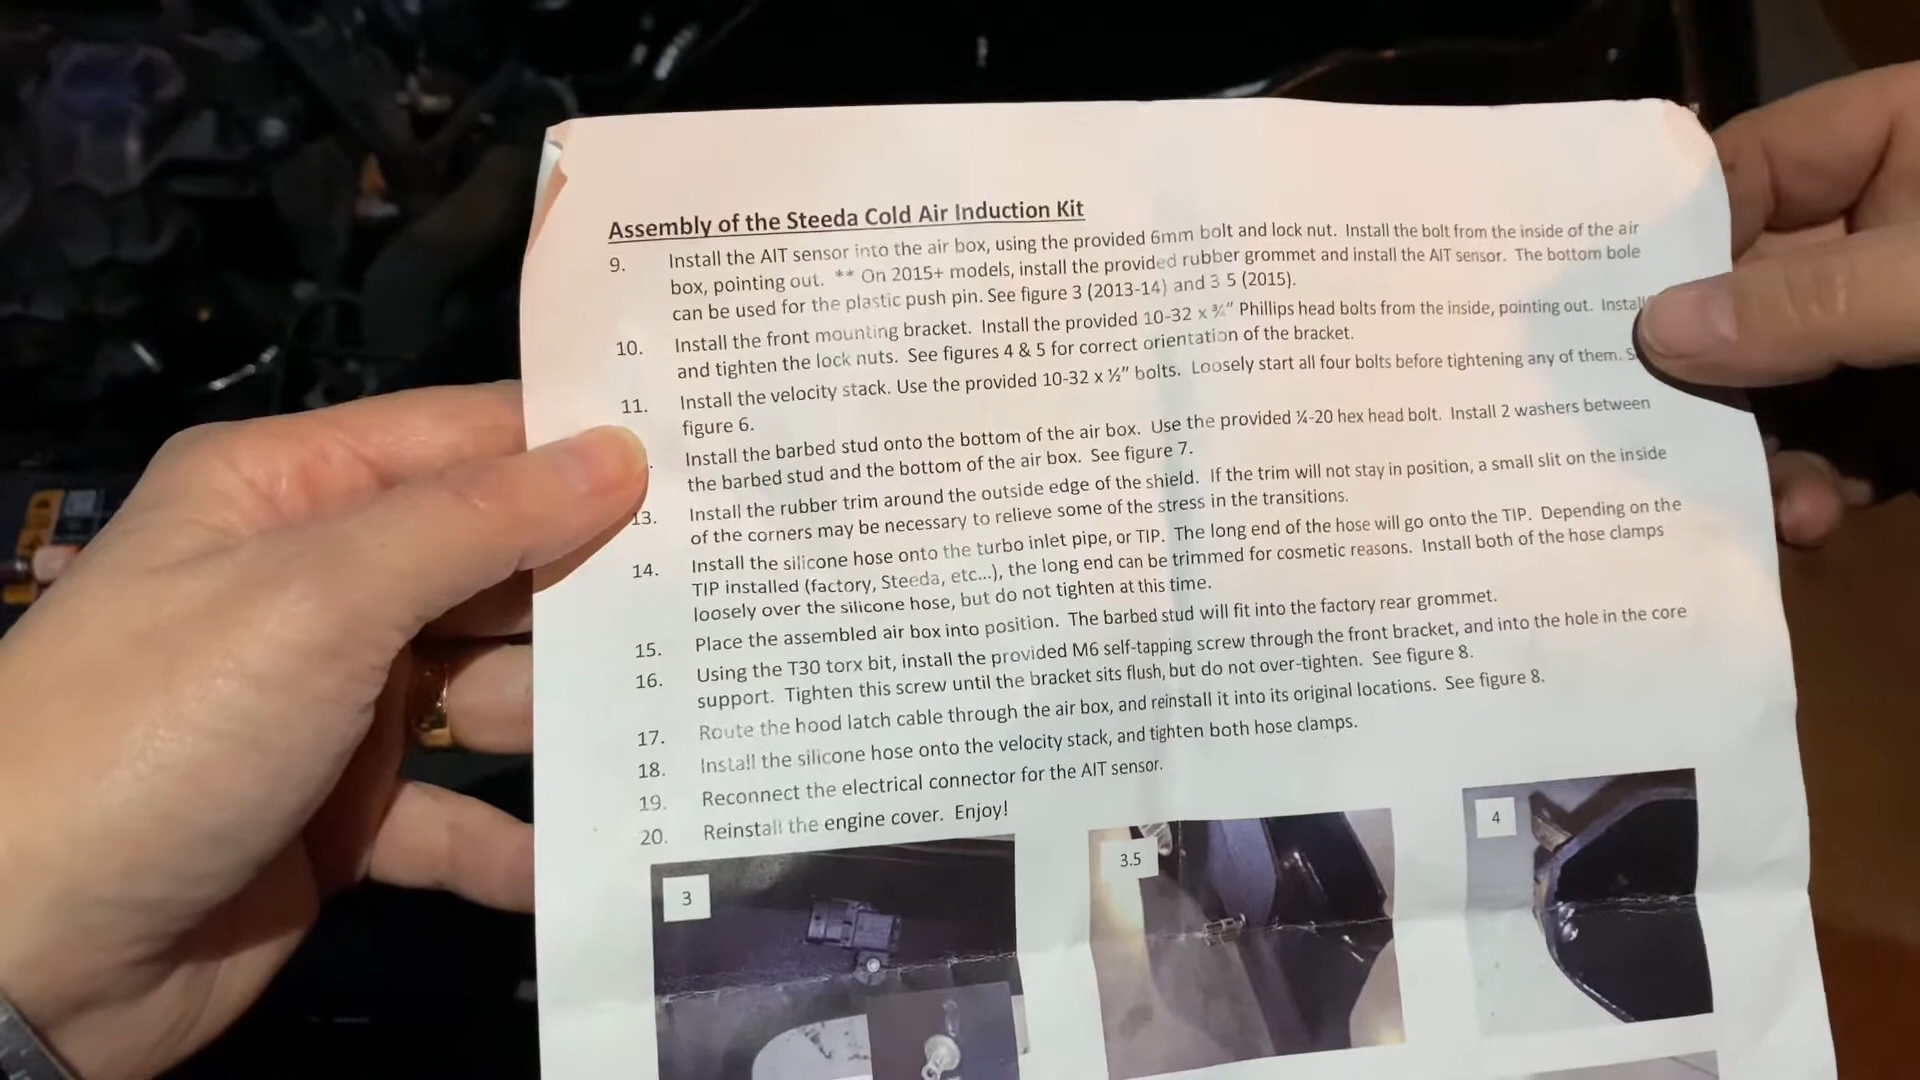 Assembly of the Steeda Cold Air Induction Kit
9. Install the AIT sensor into the air box, using the provided 6mm bolt and lock nut. Install the bolt from the inside of the air
box, pointing out. ** On 2015+ models, install the provided rubber grommet and install the AIT sensor. The bottom bole
can be used for the plastic push pin. See figure 3 (2013-14) and 3 5 (2015).
10. Install the front mounting bracket. Install the provided 10-32 x ¾" Phillips head bolts from the inside, pointing out. Install
and tighten the lock nuts. See figures 4 & 5 for correct orientation of the bracket.
11. Install the velocity stack. Use the provided 10-32 x ½" bolts. Loosely start all four bolts before tightening any of them.
figure 6.
Install the barbed stud onto the bottom of the air box. Use the provided ¼-20 hex head bolt. Install 2 washers between
the barbed stud and the bottom of the air box. See figure 7.
13. Install the rubber trim around the outside edge of the shield. If the trim will not stay in position, a small slit on the inside
of the corners may be necessary to relieve some of the stress in the transitions.
14. Install the silicone hose onto the turbo inlet pipe, or TIP. The long end of the hose will go onto the TIP. Depending on the
TIP installed (factory, Steeda, etc...), the long end can be trimmed for cosmetic reasons. Install both of the hose clamps
loosely over the silicone hose, but do not tighten at this time.
15. Place the assembled air box into position. The barbed stud will fit into the factory rear grommet.
16. Using the T30 torx bit, install the provided M6 self-tapping screw through the front bracket, and into the hole in the core
support. Tighten this screw until the bracket sits flush, but do not over-tighten. See figure 8.
17. Route the hood latch cable through the air box, and reinstall it into its original locations. See figure 8.
18. Install the silicone hose onto the velocity stack, and tighten both hose clamps.
19. Reconnect the electrical connector for the AIT sensor.
20. Reinstall the engine cover. Enjoy!
3
3.5
4